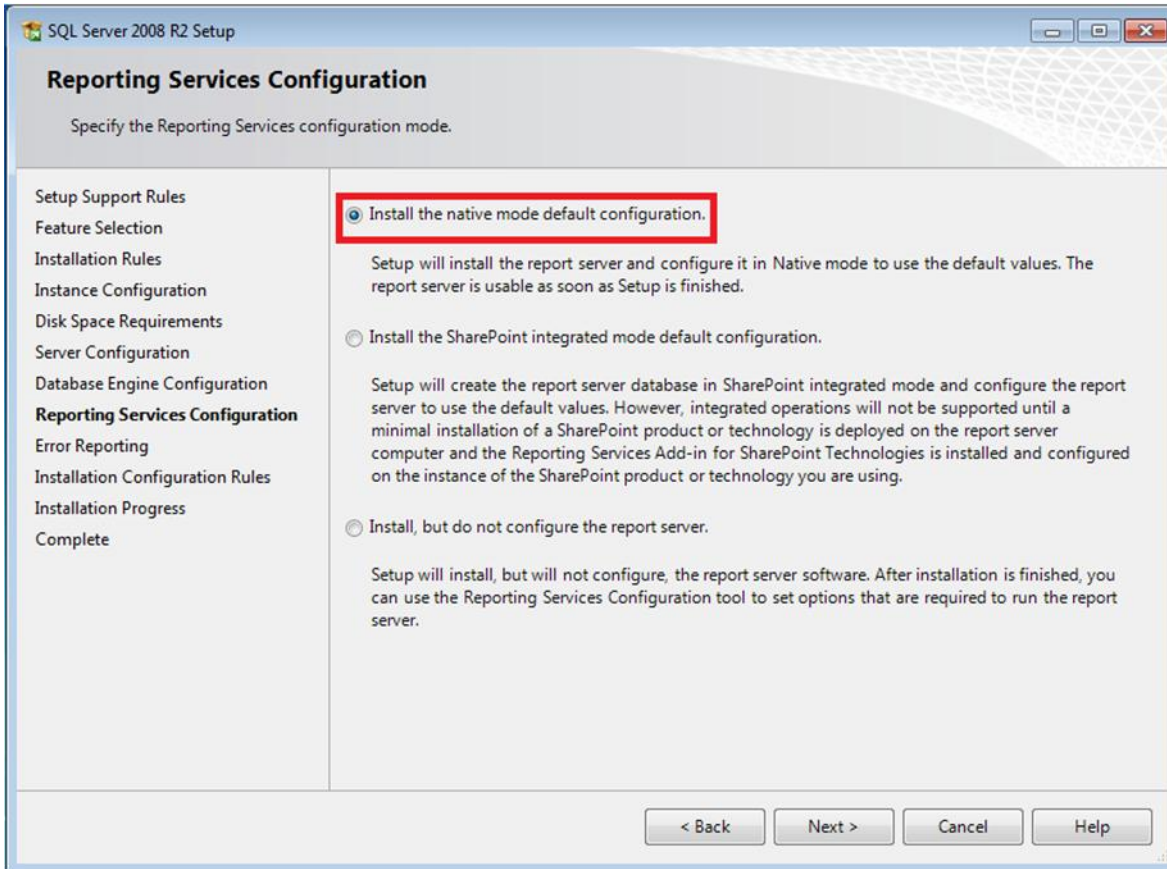 SQL Server 2008 R2 Setup
Reporting Services Configuration
Specify the Reporting Services configuration mode.
Setup Support Rules
Feature Selection
Installation Rules
Instance Configuration
Disk Space Requirements
Server Configuration
Database Engine Configuration
Reporting Services Configuration
Error Reporting
Installation Configuration Rules
Installation Progress
Complete
Install the native mode default configuration.
Setup will install the report server and configure it in Native mode to use the default values. The
report server is usable as soon as Setup is finished.
Install the SharePoint integrated mode default configuration.
Setup will create the report server database in SharePoint integrated mode and configure the report
server to use the default values. However, integrated operations will not be supported until a
minimal installation of a SharePoint product or technology is deployed on the report server
computer and the Reporting Services Add-in for SharePoint Technologies is installed and configured
on the instance of the SharePoint product or technology you are using.
Install, but do not configure the report server.
Setup will install, but will not configure, the report server software. After installation is finished, you
can use the Reporting Services Configuration tool to set options that are required to run the report
server.
< Back
Next >
Cancel
Help